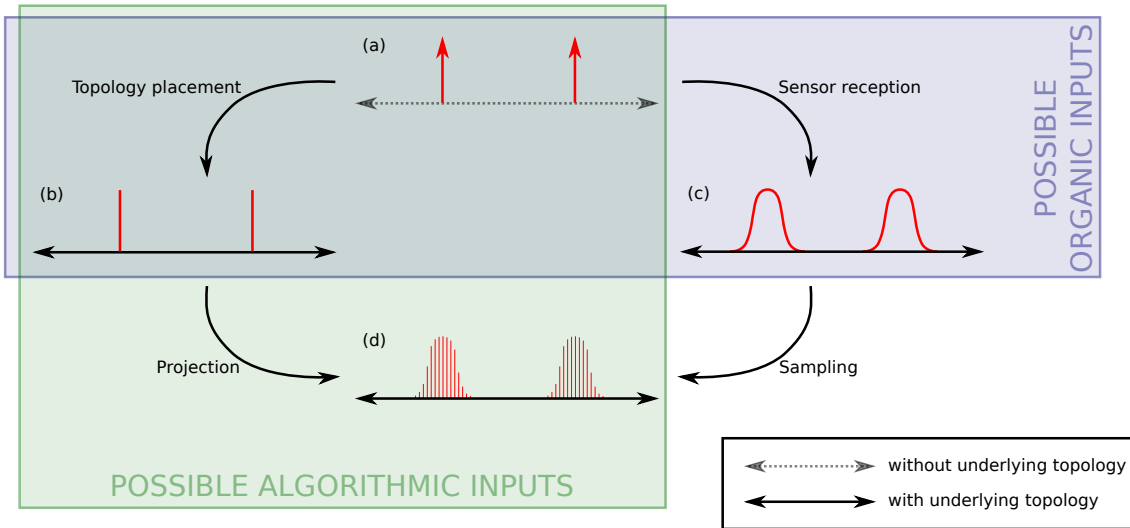 (a)
Topology placement
Sensor reception
POSSIBLE
ORGANIC INPUTS
(b)
(c)
(d)
Projection
Sampling
POSSIBLE ALGORITHMIC INPUTS
without underlying topology
with underlying topology